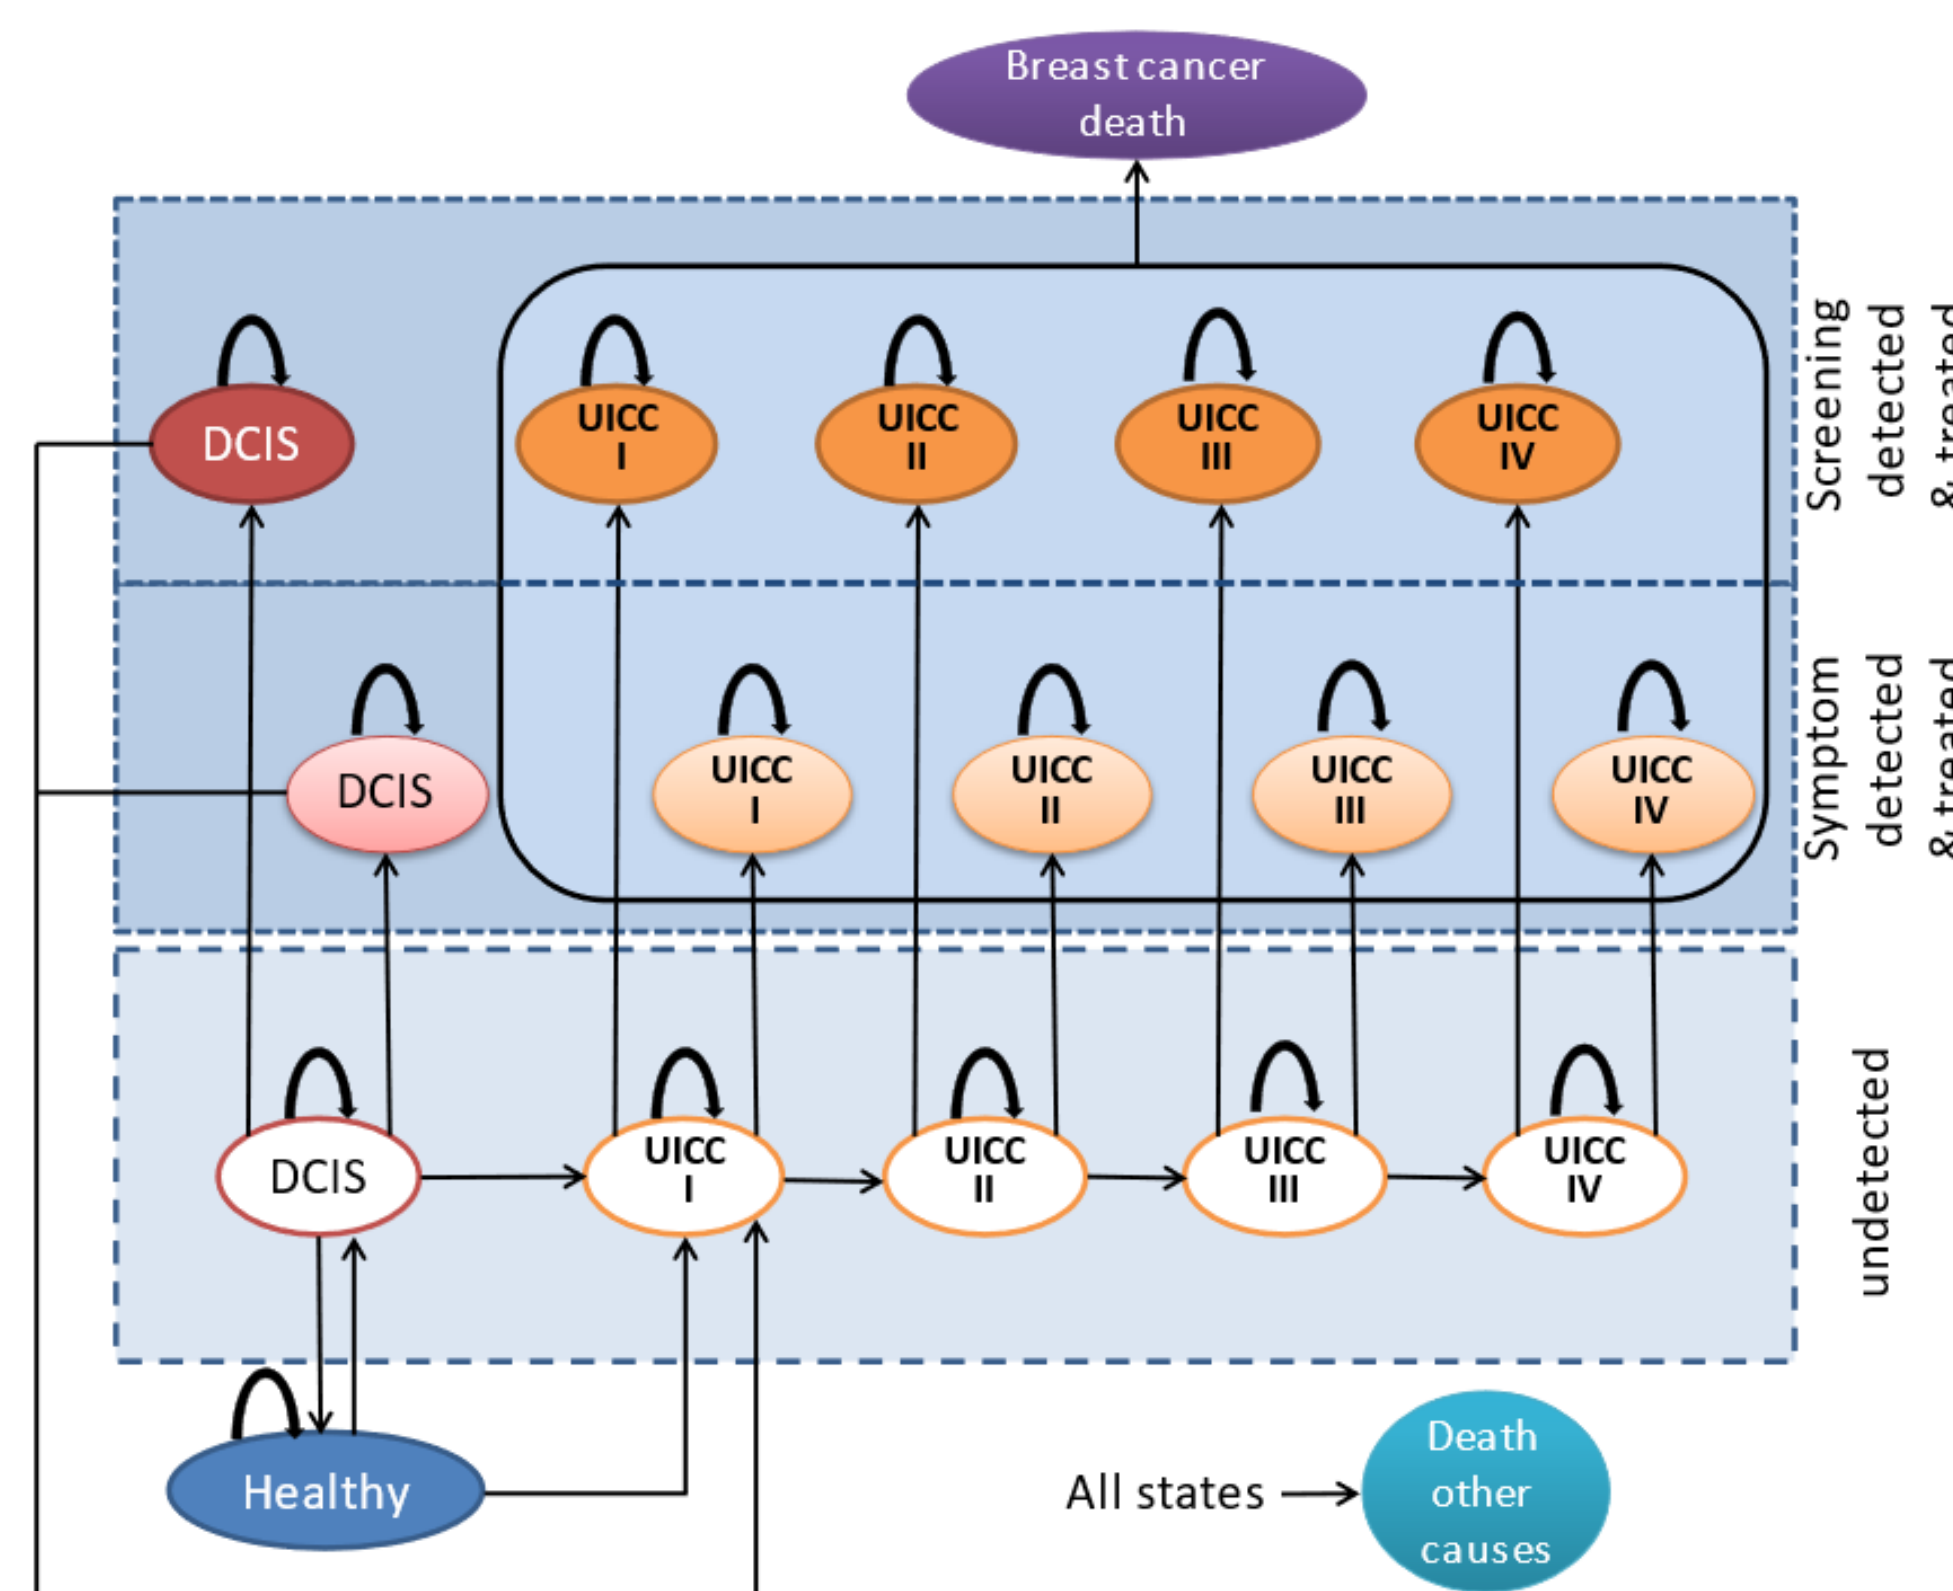 Breast cancer
death
DCIS
UICC
I
UICC
II
UICC
III
UICC
IV
Screening
detected
& treated
DCIS
UICC
I
UICC
II
UICC
III
UICC
IV
Symptom
detected
& treated
DCIS
UICC
I
UICC
II
UICC
III
UICC
IV
undetected
Healthy
All states
Death
other
causes